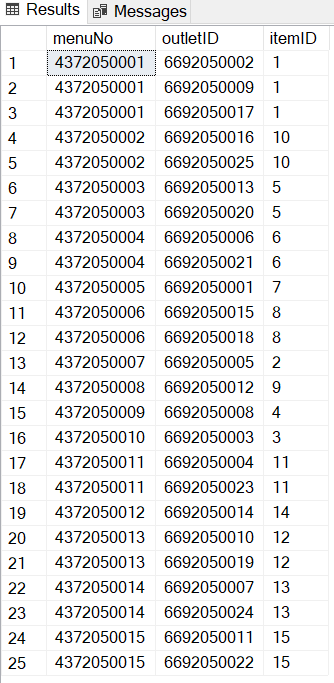 Results Messages
menuNo outletID itemID
1 4372050001 6692050002 1
2 4372050001 6692050009 1
3 4372050001 6692050017 1
4 4372050002 6692050016 10
5 4372050002 6692050025 10
6 4372050003 6692050013 5
7 4372050003 6692050020 5
8 4372050004 6692050006 6
9 4372050004 6692050021 6
10 4372050005 6692050001 7
11 4372050006 6692050015 8
12 4372050006 6692050018 8
13 4372050007 6692050005 2
14 4372050008 6692050012 9
15 4372050009 6692050008 4
16 4372050010 6692050003 3
17 4372050011 6692050004 11
18 4372050011 6692050023 11
19 4372050012 6692050014 14
20 4372050013 6692050010 12
21 4372050013 6692050019 12
22 4372050014 6692050007 13
23 4372050014 6692050024 13
24 4372050015 6692050011 15
25 4372050015 6692050022 15